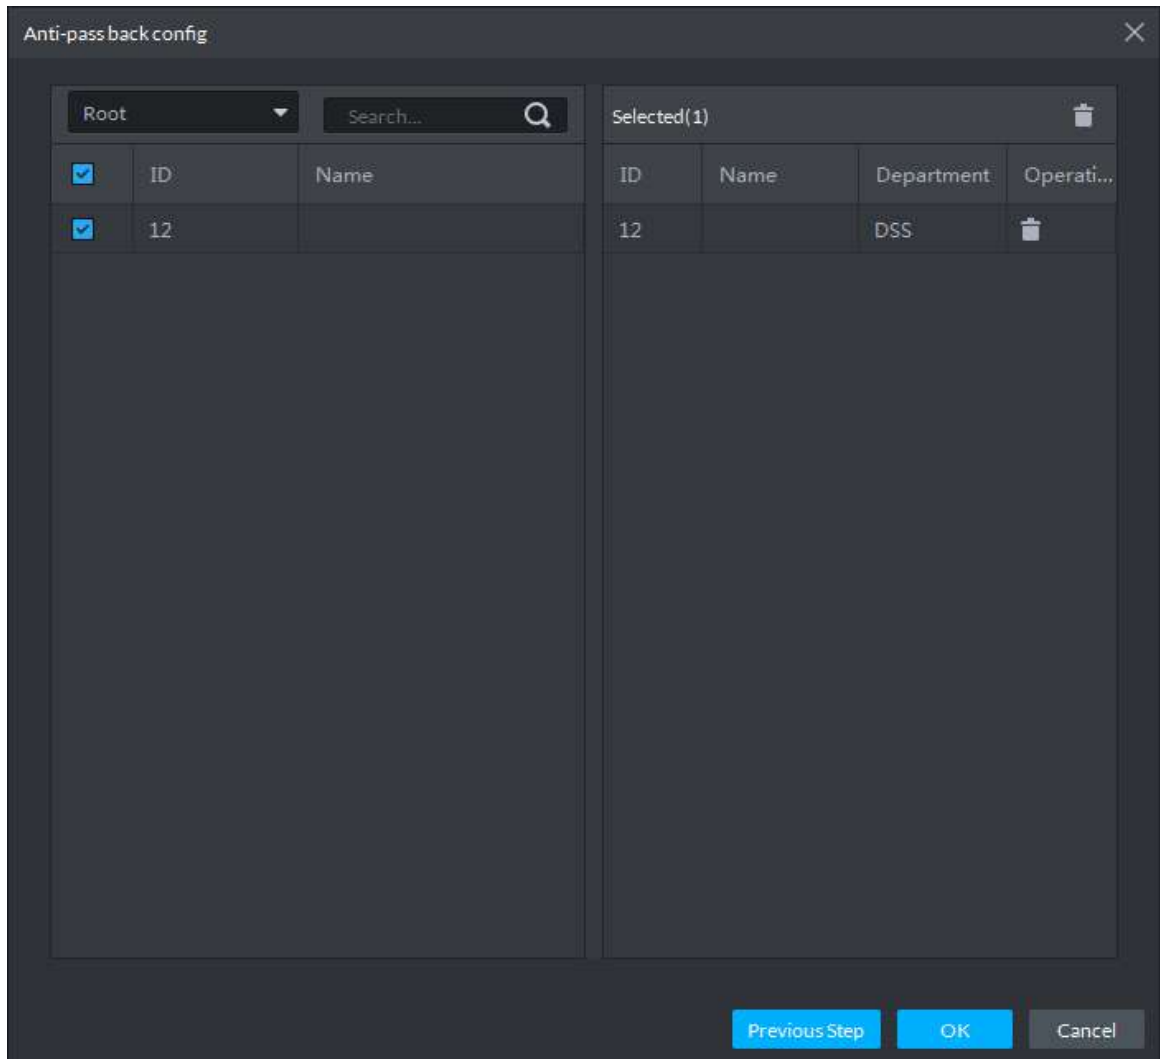 Anti-pass back config
Root Search... Selected(1)
ID Name ID Name Department Operati...
12 12 DSS
Previous Step OK Cancel